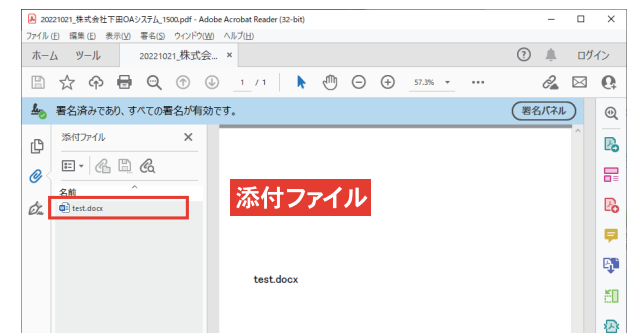 20221021_株式会社下田OAシステム_1500.pdf - Adobe Acrobat Reader (32-bit)
ファイル(F) 編集(E) 表示(V) 署名(S) ウィンドウ(W) ヘルプ(H)
ホーム ツール 20221021_株式会... × ログイン
1 / 1 57.3%
署名済みであり、すべての署名が有効です。 署名パネル
添付ファイル
名前
test.docx
添付ファイル
test.docx